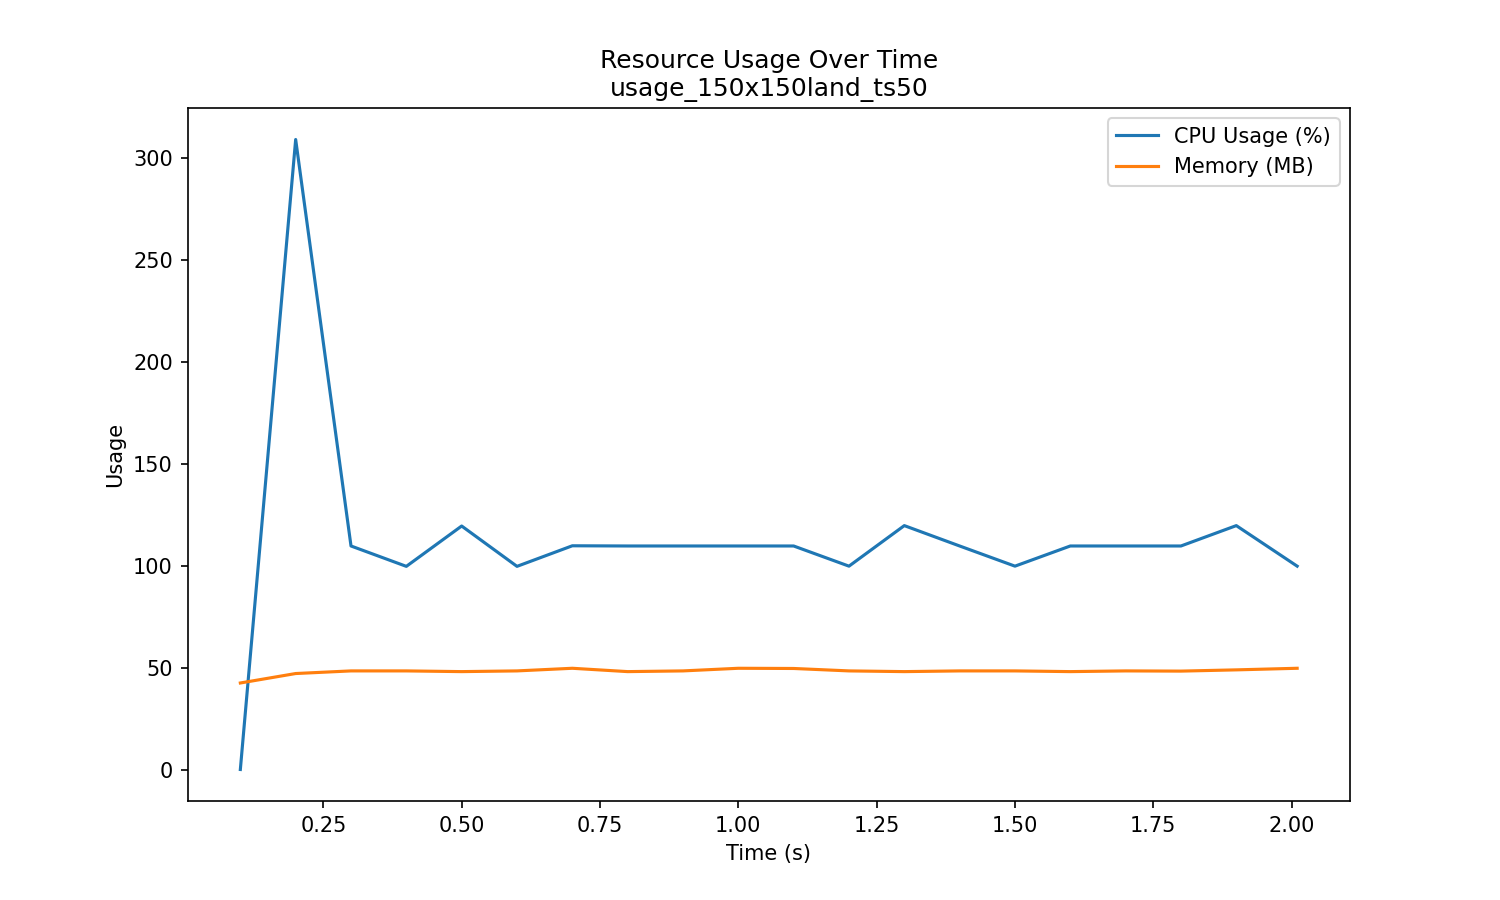 Resource Usage Over Time
usage_150x150land_ts50
CPU Usage (%)
Memory (MB)
300
250
200
150
100
50
0
Usage
0.25 0.50 0.75 1.00 1.25 1.50 1.75 2.00
Time (s)